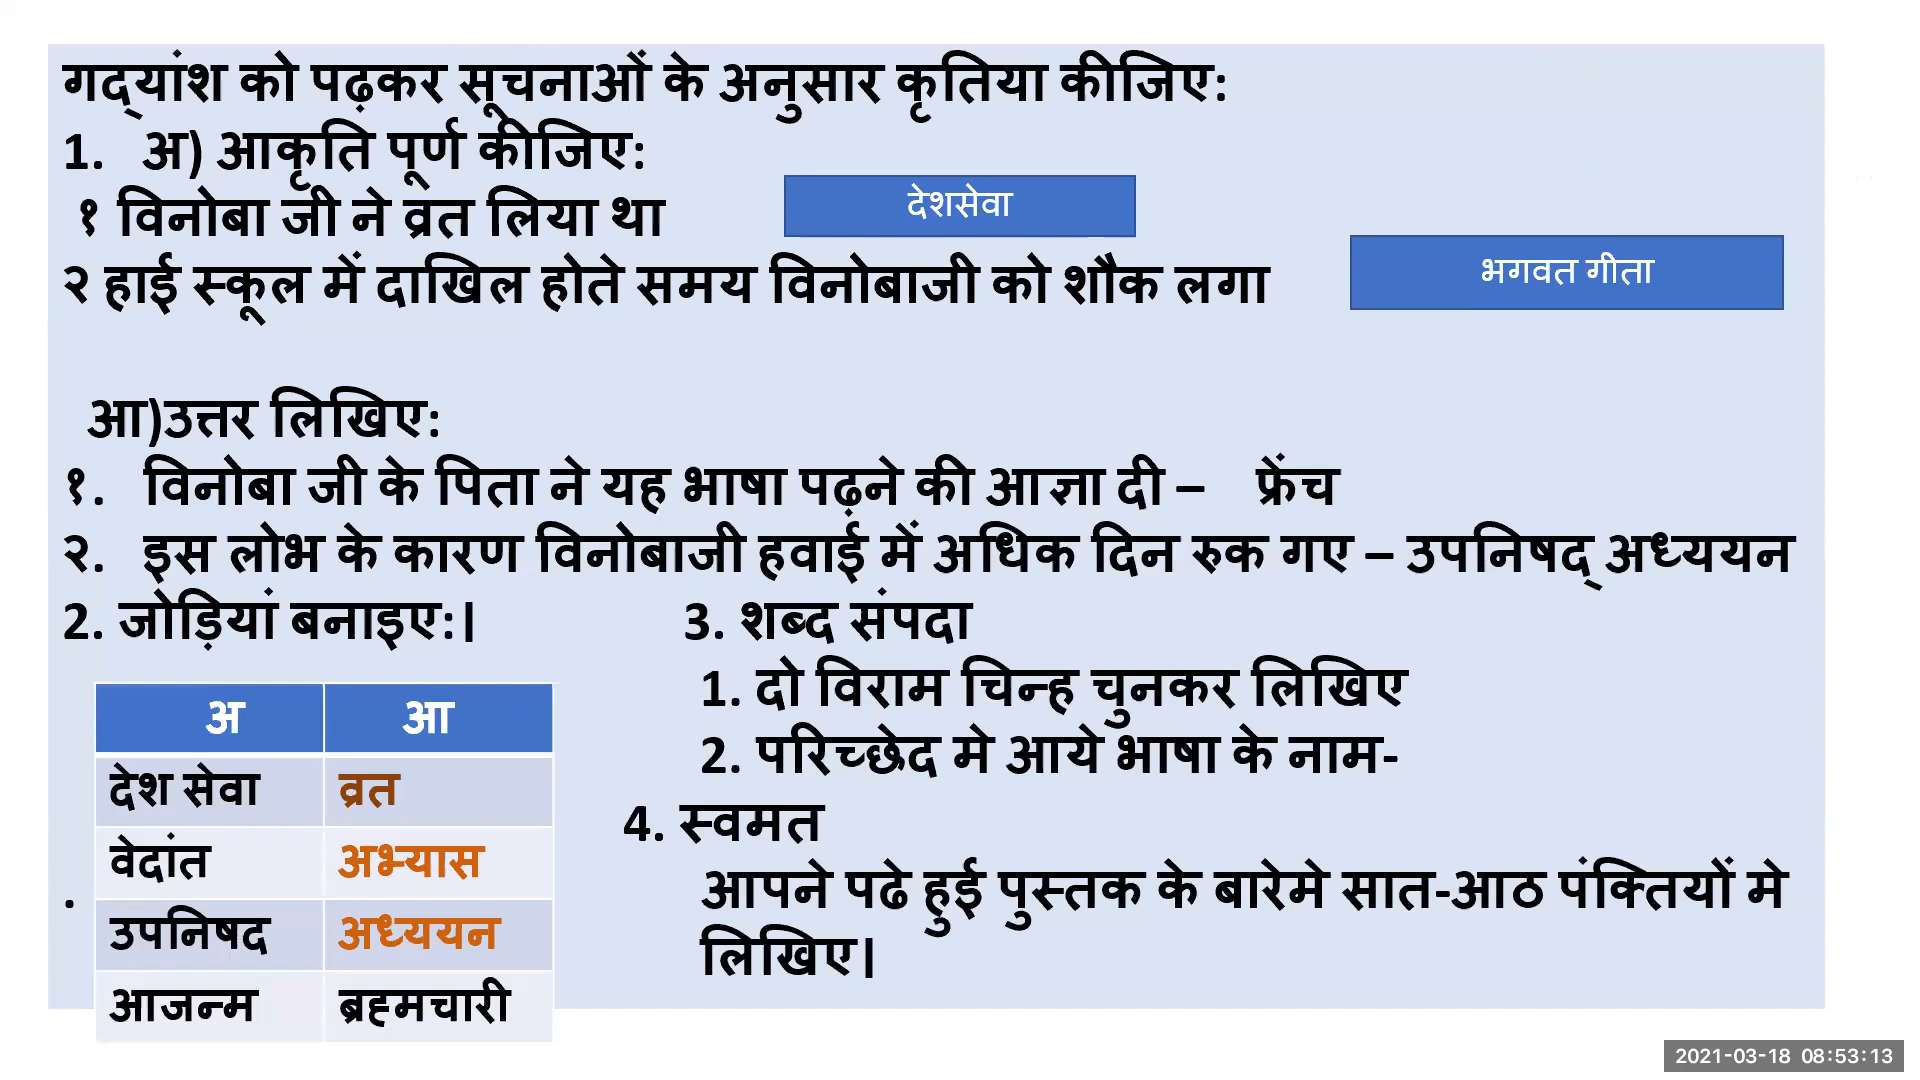 गद्‌यांश को पढ़कर सूचनाओं के अनुसार कृतिया कीजिए:
1. अ) आकृति पूर्ण कीजिए:
१ विनोबा जी ने व्रत लिया था
देशसेवा
२ हाई स्कूल में दाखिल होते समय विनोबाजी को शौक लगा
भगवत गीता
आ)उत्तर लिखिए:
१. विनोबा जी के पिता ने यह भाषा पढ़ने की आज्ञा दी – फ्रेंच
२. इस लोभ के कारण विनोबाजी हवाई में अधिक दिन रुक गए – उपनिषद् अध्ययन
2. जोड़ियां बनाइए:।
अ आ
देश सेवा व्रत
वेदांत अभ्यास
उपनिषद अध्ययन
आजन्म ब्रह्मचारी
.
3. शब्द संपदा
1. दो विराम चिन्ह चुनकर लिखिए
2. परिच्छेद मे आये भाषा के नाम-
4. स्वमत
आपने पढे हुई पुस्तक के बारेमे सात-आठ पंक्तियों मे
लिखिए।
2021-03-18 08:53:13